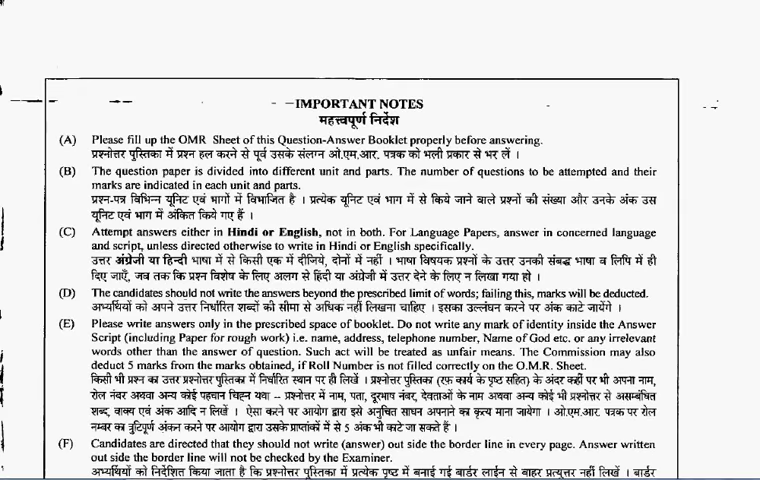 IMPORTANT NOTES
महत्त्वपूर्ण निर्देश
(A) Please fill up the OMR Sheet of this Question-Answer Booklet properly before answering.
प्रश्नोत्तर पुस्तिका में प्रश्न हल करने से पूर्व उसके संलग्न ओ.एम.आर. पत्रक को भली प्रकार से भर लें ।
(B) The question paper is divided into different unit and parts. The number of questions to be attempted and their
marks are indicated in each unit and parts.
प्रश्न-पत्र विभिन्न यूनिट एवं भागों में विभाजित है । प्रत्येक यूनिट एवं भाग में से किये जाने वाले प्रश्नों की संख्या और उनके अंक उस
यूनिट एवं भाग में अंकित किये गए हैं ।
(C) Attempt answers either in Hindi or English, not in both. For Language Papers, answer in concerned language
and script, unless directed otherwise to write in Hindi or English specifically.
उत्तर अंग्रेजी या हिन्दी भाषा में से किसी एक में दीजिये, दोनों में नहीं । भाषा विषयक प्रश्नों के उत्तर उनकी संबद्ध भाषा व लिपि में ही
दिए जाएँ, जब तक कि प्रश्न विशेष के लिए अलग से हिंदी या अंग्रेजी में उत्तर देने के लिए न लिखा गया हो ।
(D) The candidates should not write the answers beyond the prescribed limit of words; failing this, marks will be deducted.
अभ्यर्थियों को अपने उत्तर निर्धारित शब्दों की सीमा से अधिक नहीं लिखना चाहिए । इसका उल्लंघन करने पर अंक काटे जायेंगे ।
(E) Please write answers only in the prescribed space of booklet. Do not write any mark of identity inside the Answer
Script (including Paper for rough work) i.e. name, address, telephone number, Name of God etc. or any irrelevant
words other than the answer of question. Such act will be treated as unfair means. The Commission may also
deduct 5 marks from the marks obtained, if Roll Number is not filled correctly on the O.M.R. Sheet.
किसी भी प्रश्न का उत्तर प्रश्नोत्तर पुस्तिका में निर्धारित स्थान पर ही लिखें । प्रश्नोत्तर पुस्तिका (रफ़ कार्य के पृष्ठ सहित) के अंदर कहीं पर भी अपना नाम,
रोल नंबर अथवा अन्य कोई पहचान चिह्न यथा – प्रश्नोत्तर में नाम, पता, दूरभाष नंबर, देवताओं के नाम अथवा अन्य कोई भी प्रश्नोत्तर से असम्बंधित
शब्द, वाक्य एवं अंक आदि न लिखें । ऐसा करने पर आयोग द्वारा इसे अनुचित साधन अपनाने का कृत्य माना जायेगा । ओ.एम.आर. पत्रक पर रोल
नम्बर का त्रुटिपूर्ण अंकन करने पर आयोग द्वारा उसके प्राप्तांकों में से 5 अंक भी काटे जा सकते हैं ।
(F) Candidates are directed that they should not write (answer) out side the border line in every page. Answer written
out side the border line will not be checked by the Examiner.
अभ्यर्थियों को निर्देशित किया जाता है कि प्रश्नोत्तर पुस्तिका में प्रत्येक पृष्ठ में बनाई गई बार्डर लाईन से बाहर प्रत्युत्तर नहीं लिखें । बार्डर